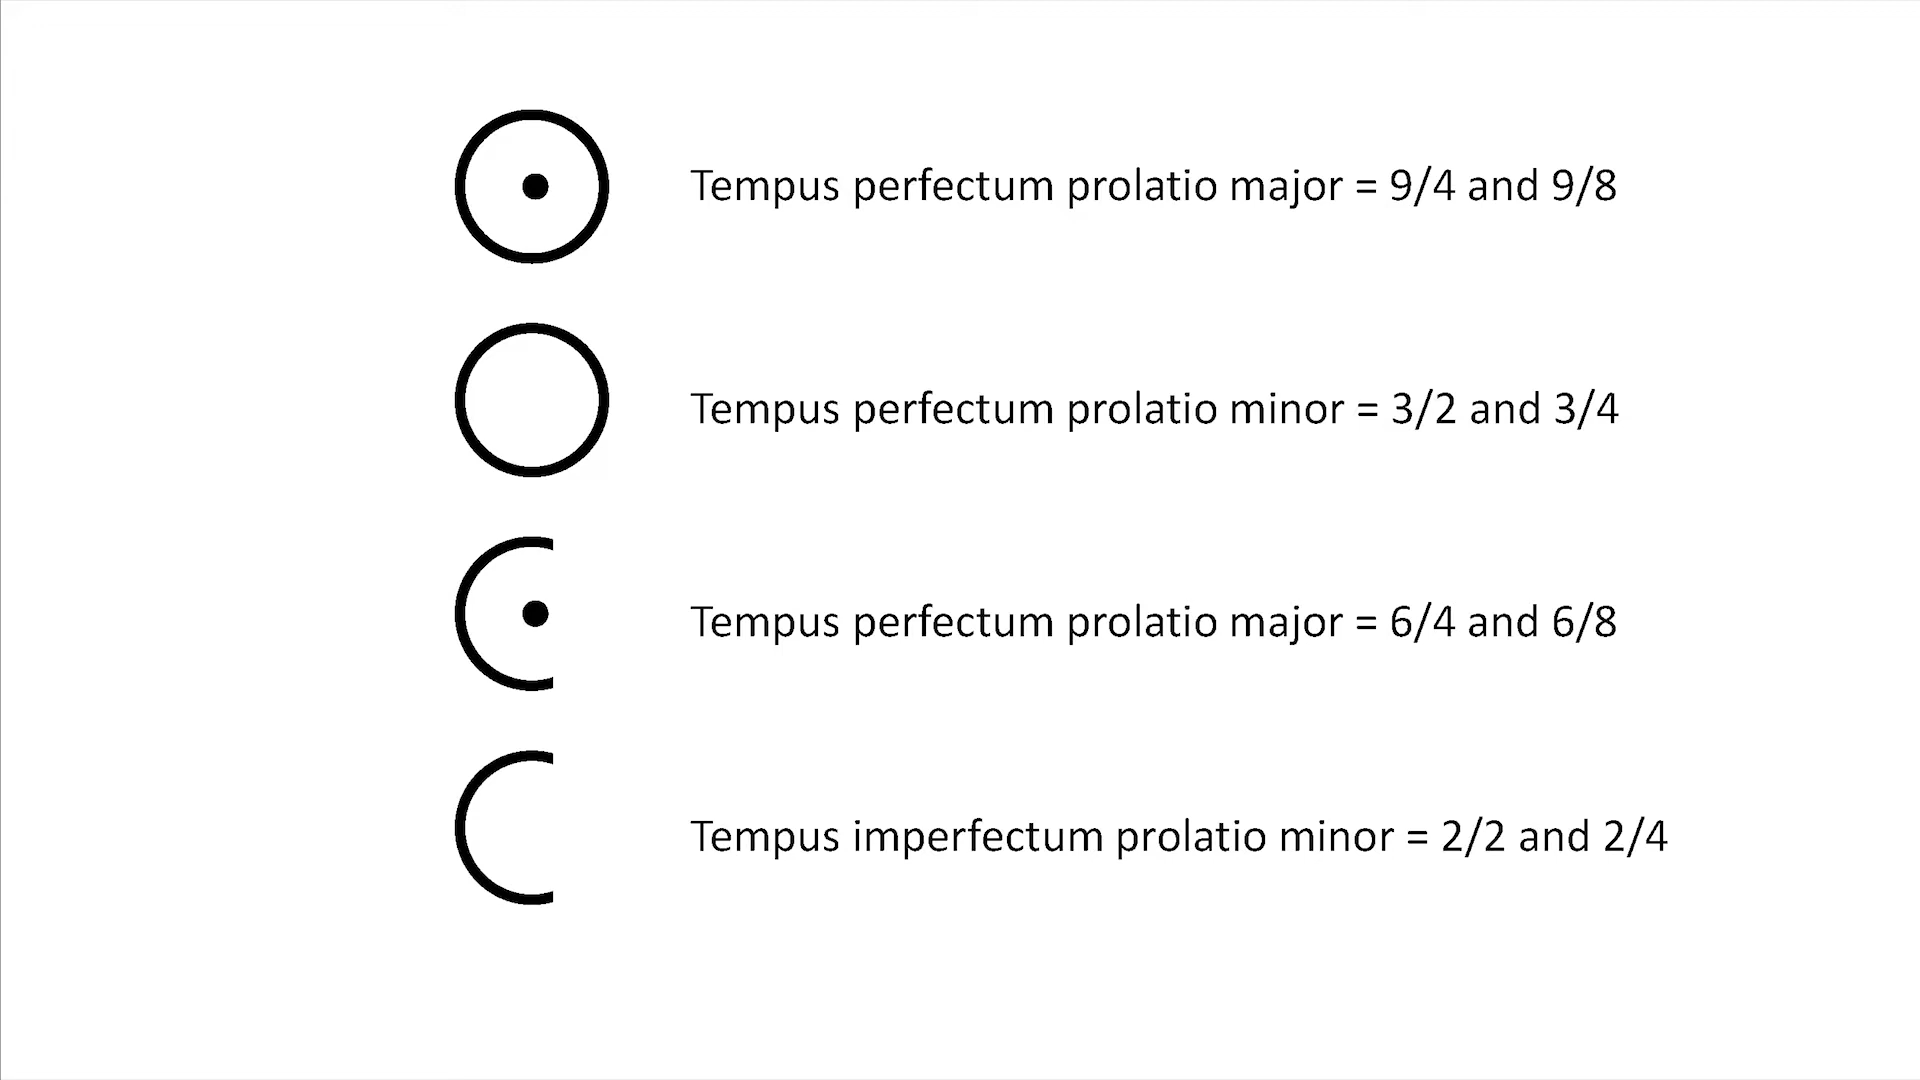 Tempus perfectum prolatio major = 9/4 and 9/8
Tempus perfectum prolatio minor = 3/2 and 3/4
Tempus perfectum prolatio major = 6/4 and 6/8
Tempus imperfectum prolatio minor = 2/2 and 2/4